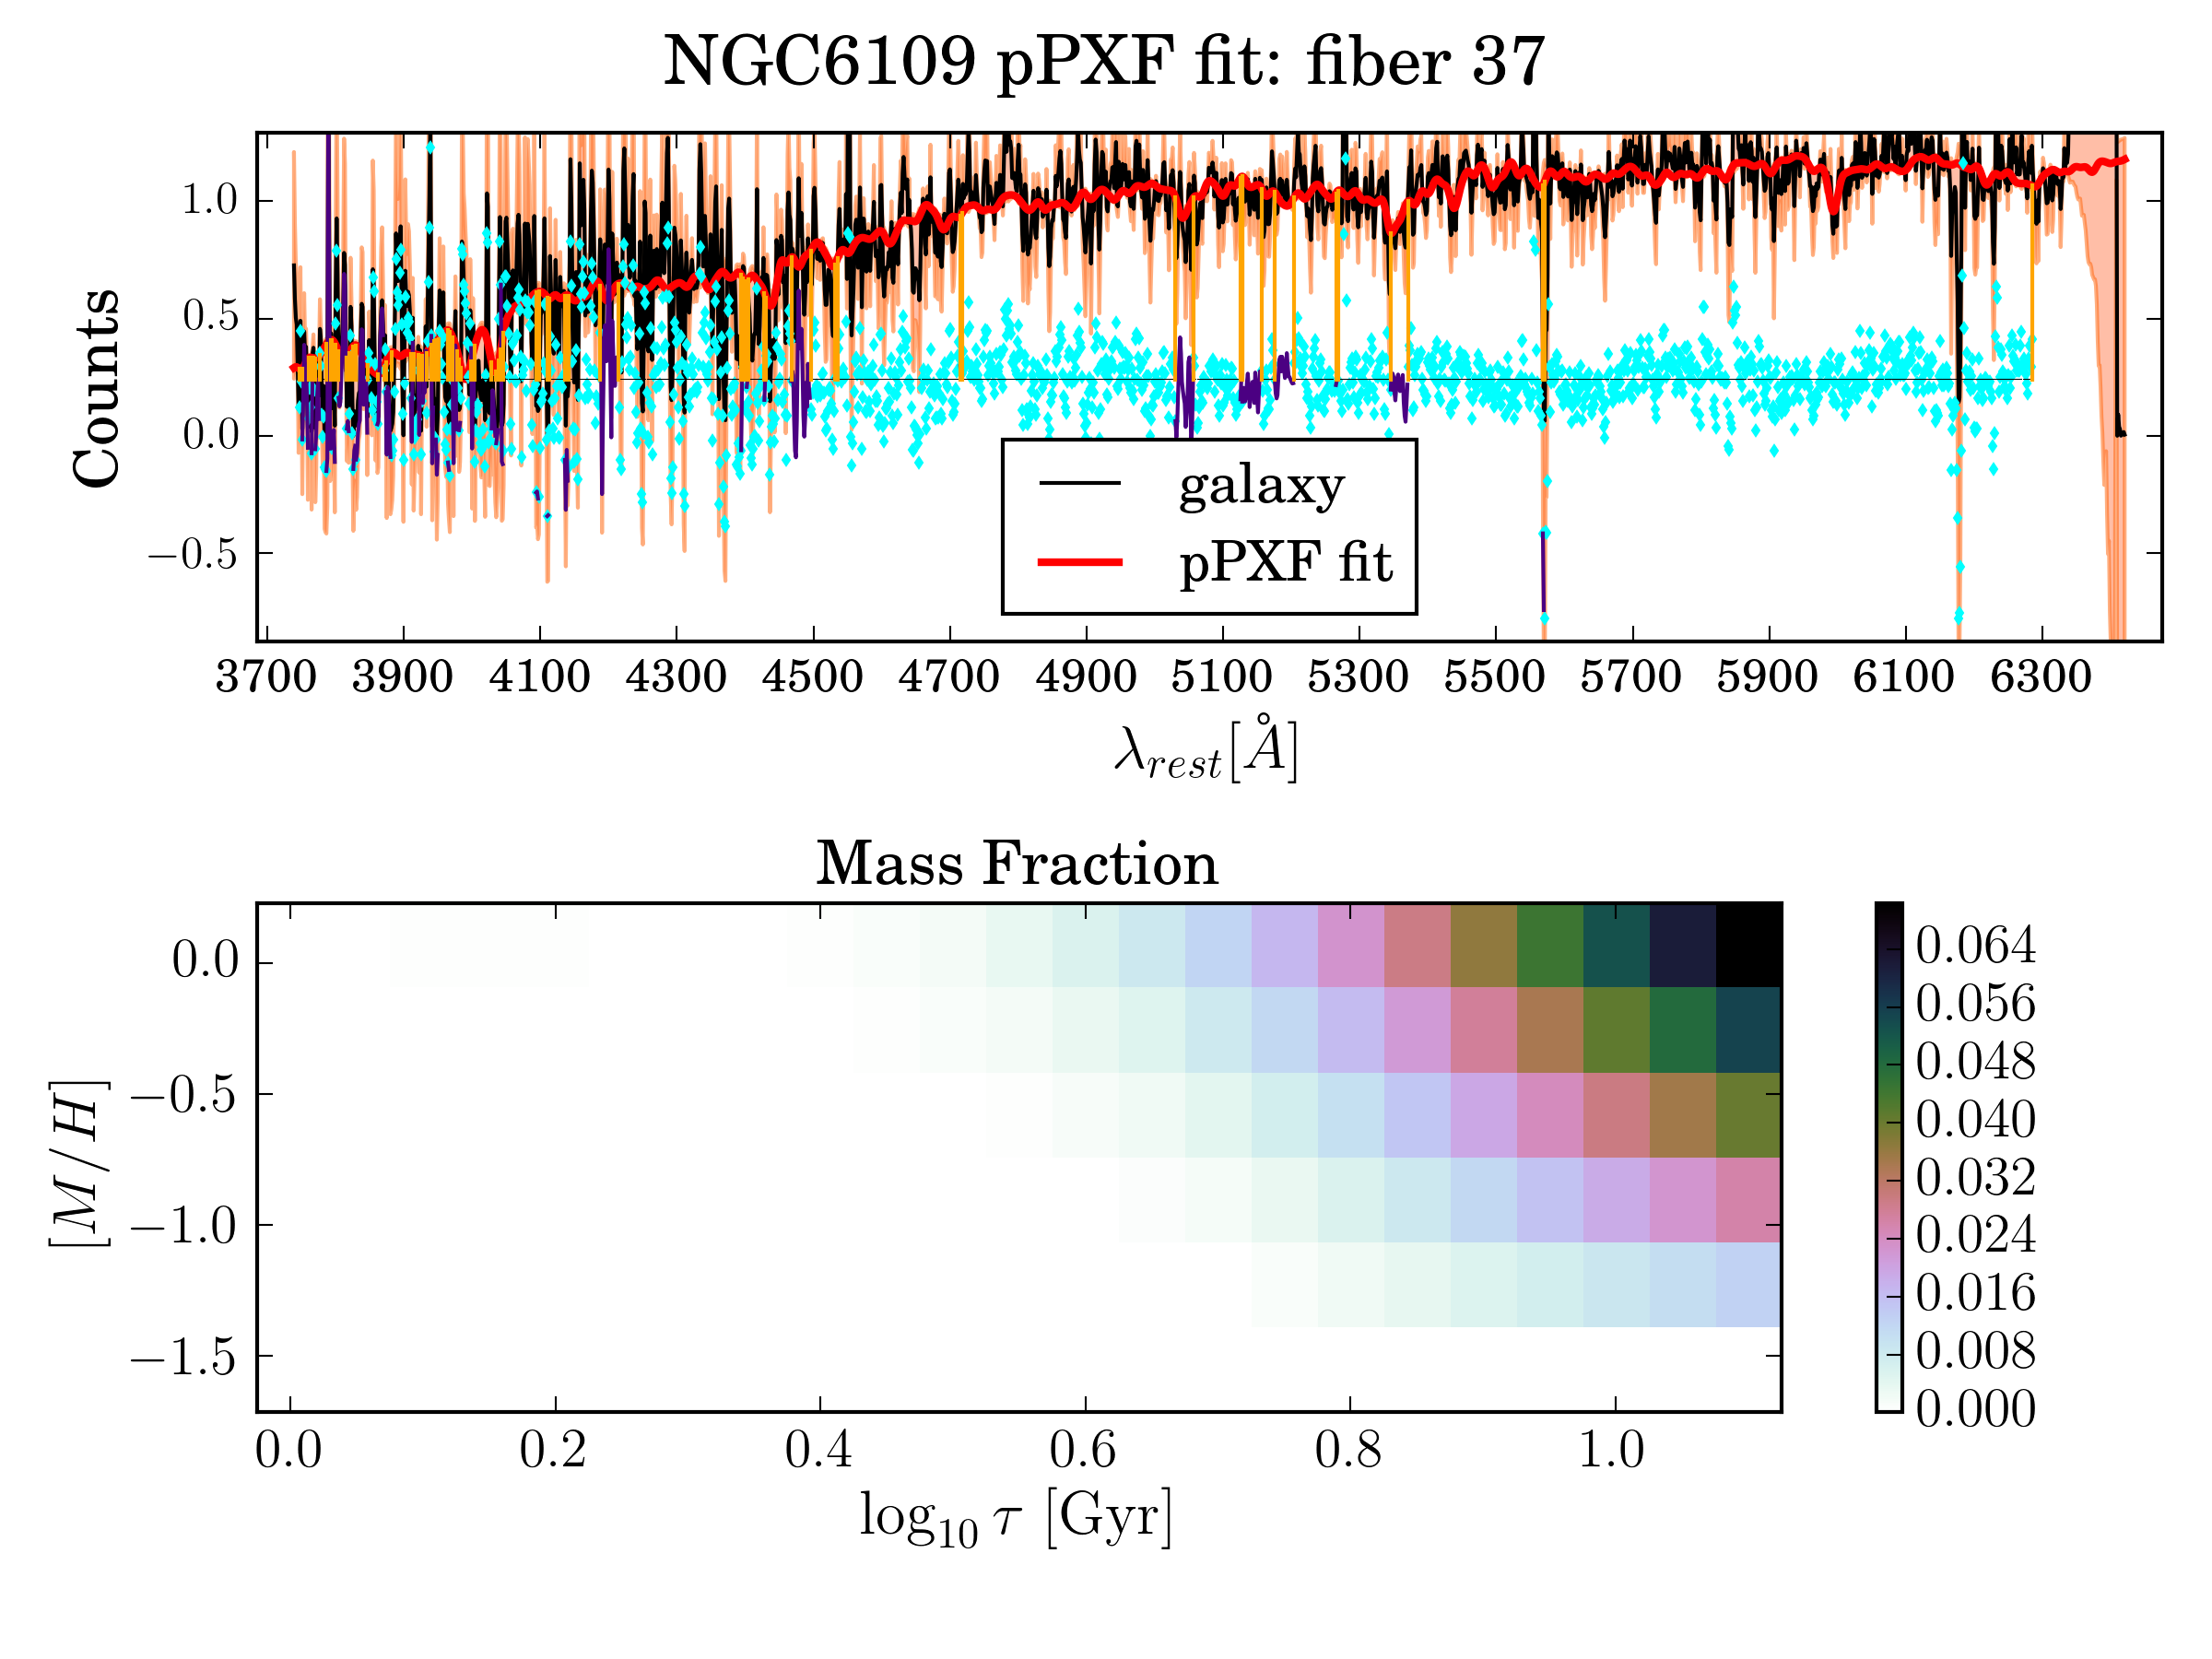 NGC6109 pPXF fit: fiber 37
Counts
1.0
0.5
0.0
−0.5
galaxy
pPXF fit
3700 3900 4100 4300 4500 4700 4900 5100 5300 5500 5700 5900 6100 6300
λrest[Å]
Mass Fraction
[M/H]
0.0
−0.5
−1.0
−1.5
0.0 0.2 0.4 0.6 0.8 1.0
log10 τ [Gyr]
0.064
0.056
0.048
0.040
0.032
0.024
0.016
0.008
0.000